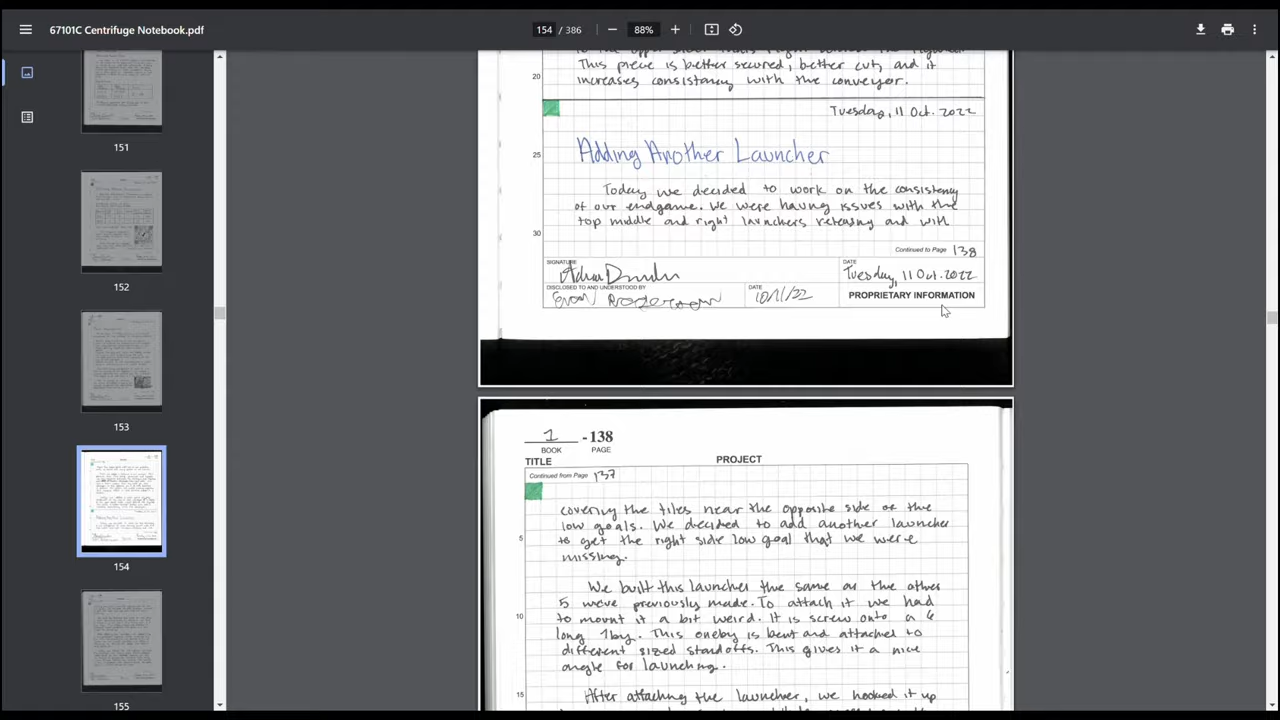 67101C Centrifuge Notebook.pdf
154 / 386
88%
151
152
153
154
155
20
This piece is better secured, better cut, and it
increases consistency with the conveyor.
Tuesday, 11 Oct. 2022
25
Adding Another Launcher
Today we decided to work on the consistency
of our endgame. We were having issues with the
top middle and right launchers releasing and with
30
Continued to Page 138
SIGNATURE
DATE
Tuesday, 11 Oct. 2022
DISCLOSED TO AND UNDERSTOOD BY
DATE
10/11/22
PROPRIETARY INFORMATION
1 -138
BOOK PAGE
TITLE
PROJECT
Continued from Page 137
covering the tiles near the opposite side of the
low goals. We decided to add another launcher
5
to get the right side low goal that we were
missing.
We built this launcher the same as the other
5 we've previously made. To attach it we had
10
to mount it a bit weird. It is screw onto a 6
long 1by. This oneby is bent and attached to
different sized standoffs. This gives it a nice
angle for launching.
15
After attaching the launcher, we hooked it up